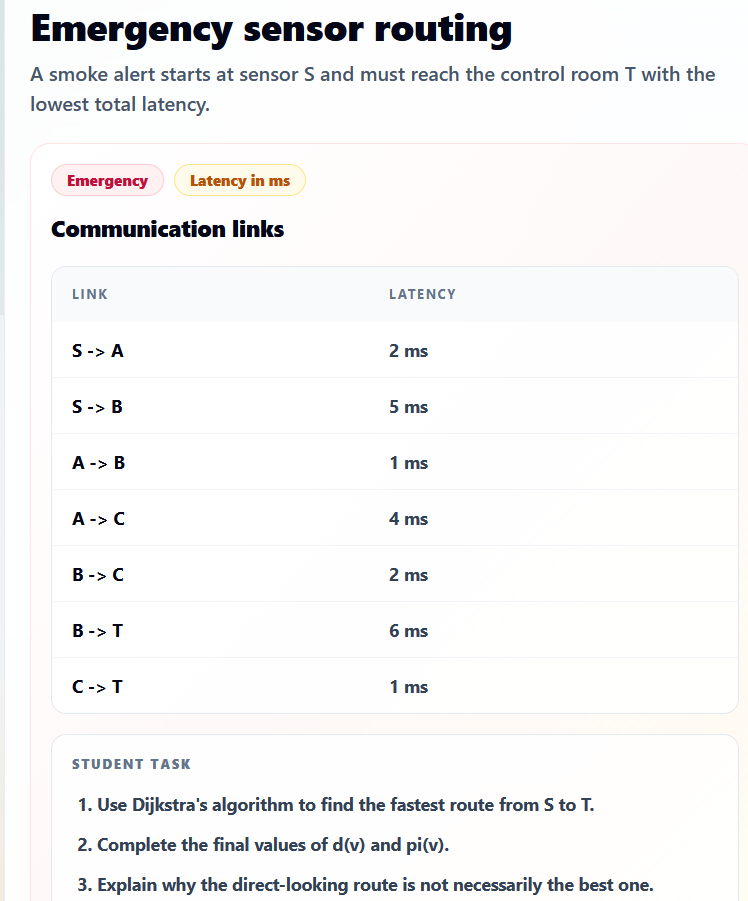 Emergency sensor routing
A smoke alert starts at sensor S and must reach the control room T with the
lowest total latency.
Emergency
Latency in ms
Communication links
LINK LATENCY
S -> A 2 ms
S -> B 5 ms
A -> B 1 ms
A -> C 4 ms
B -> C 2 ms
B -> T 6 ms
C -> T 1 ms
STUDENT TASK
1. Use Dijkstra's algorithm to find the fastest route from S to T.
2. Complete the final values of d(v) and pi(v).
3. Explain why the direct-looking route is not necessarily the best one.